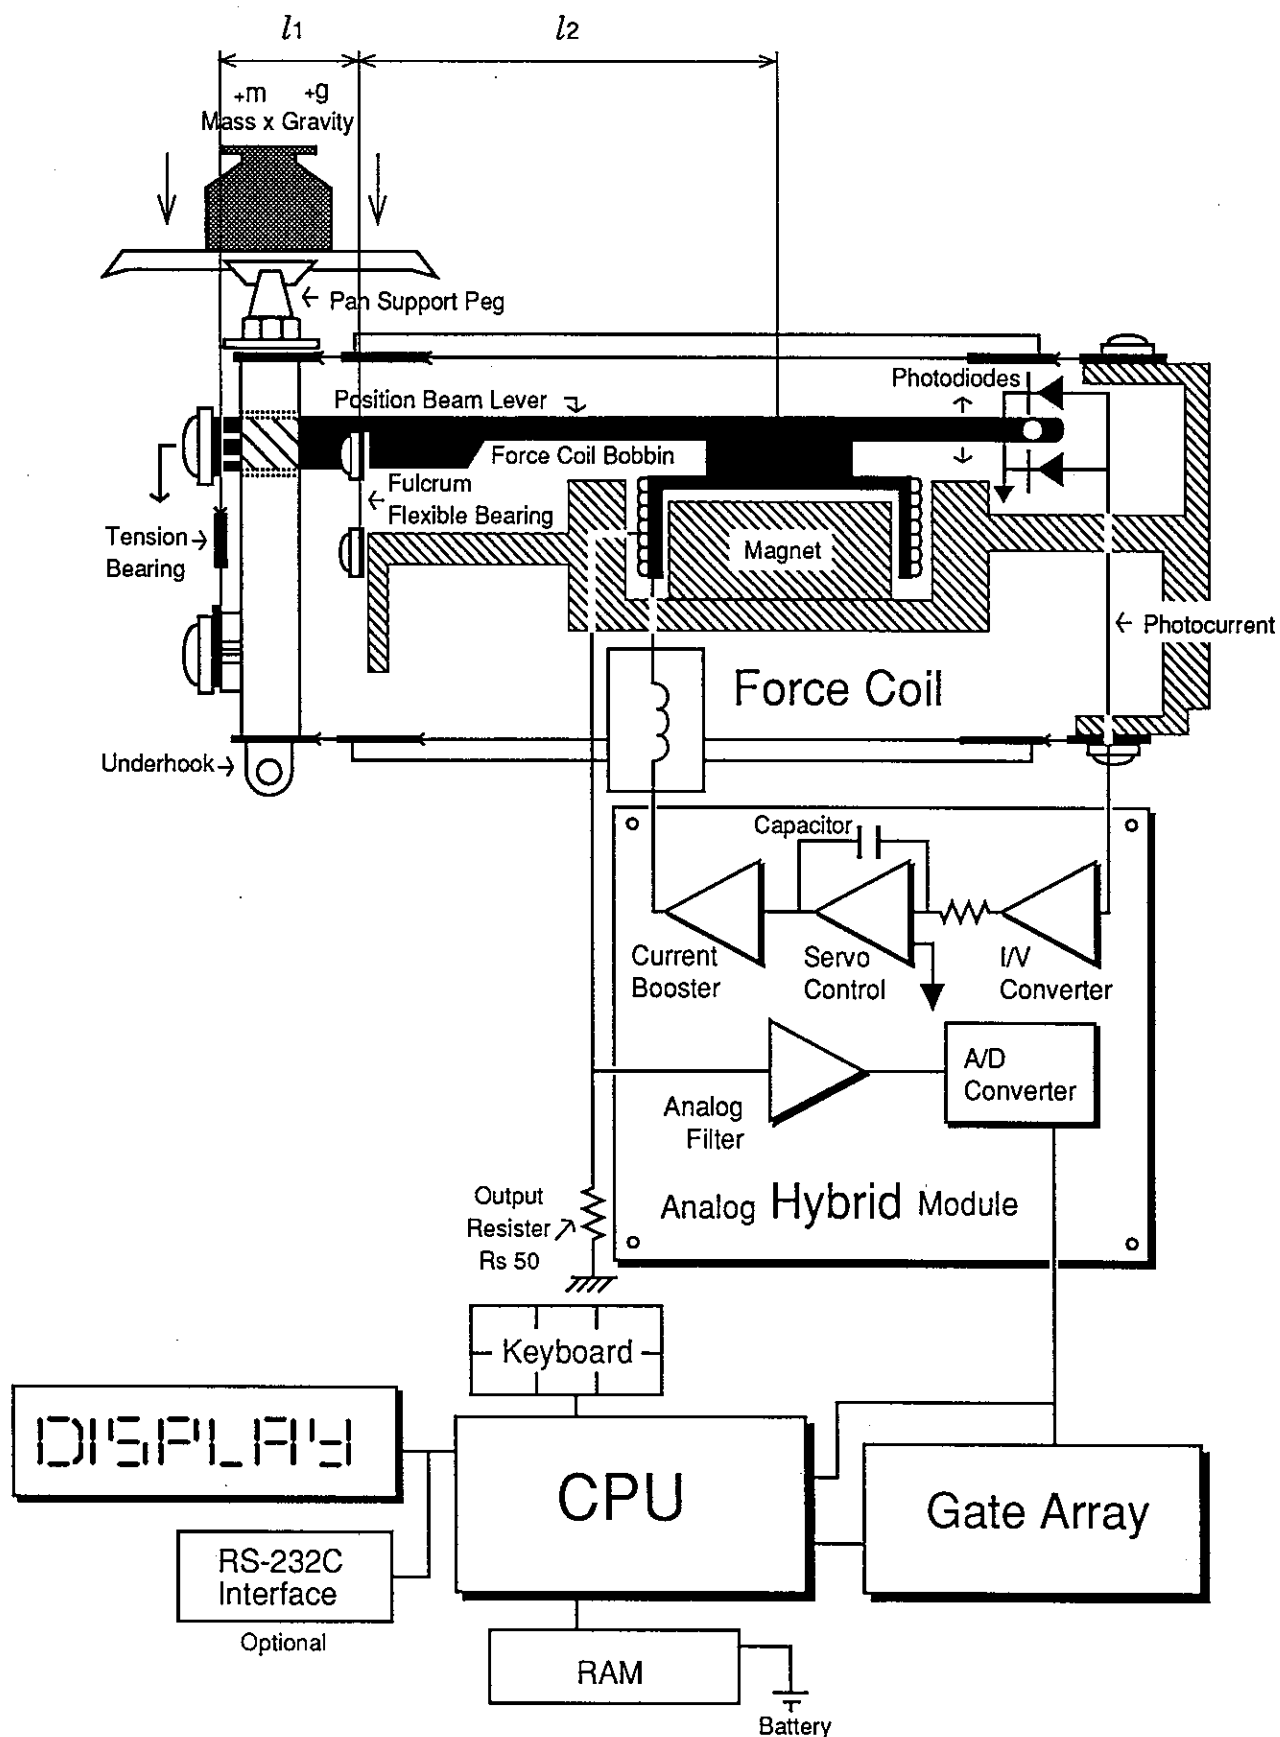 l1
l2
+m +g
Mass x Gravity
Pan Support Peg
Photodiodes
Position Beam Lever
Force Coil Bobbin
Fulcrum
Flexible Bearing
Tension
Bearing
Magnet
Photocurrent
Force Coil
Underhook
Capacitor
Current
Booster
Servo
Control
I/V
Converter
A/D
Converter
Analog
Filter
Output
Resister
Rs 50
Analog Hybrid Module
Keyboard
DISPLAY
CPU
Gate Array
RS-232C
Interface
Optional
RAM
Battery